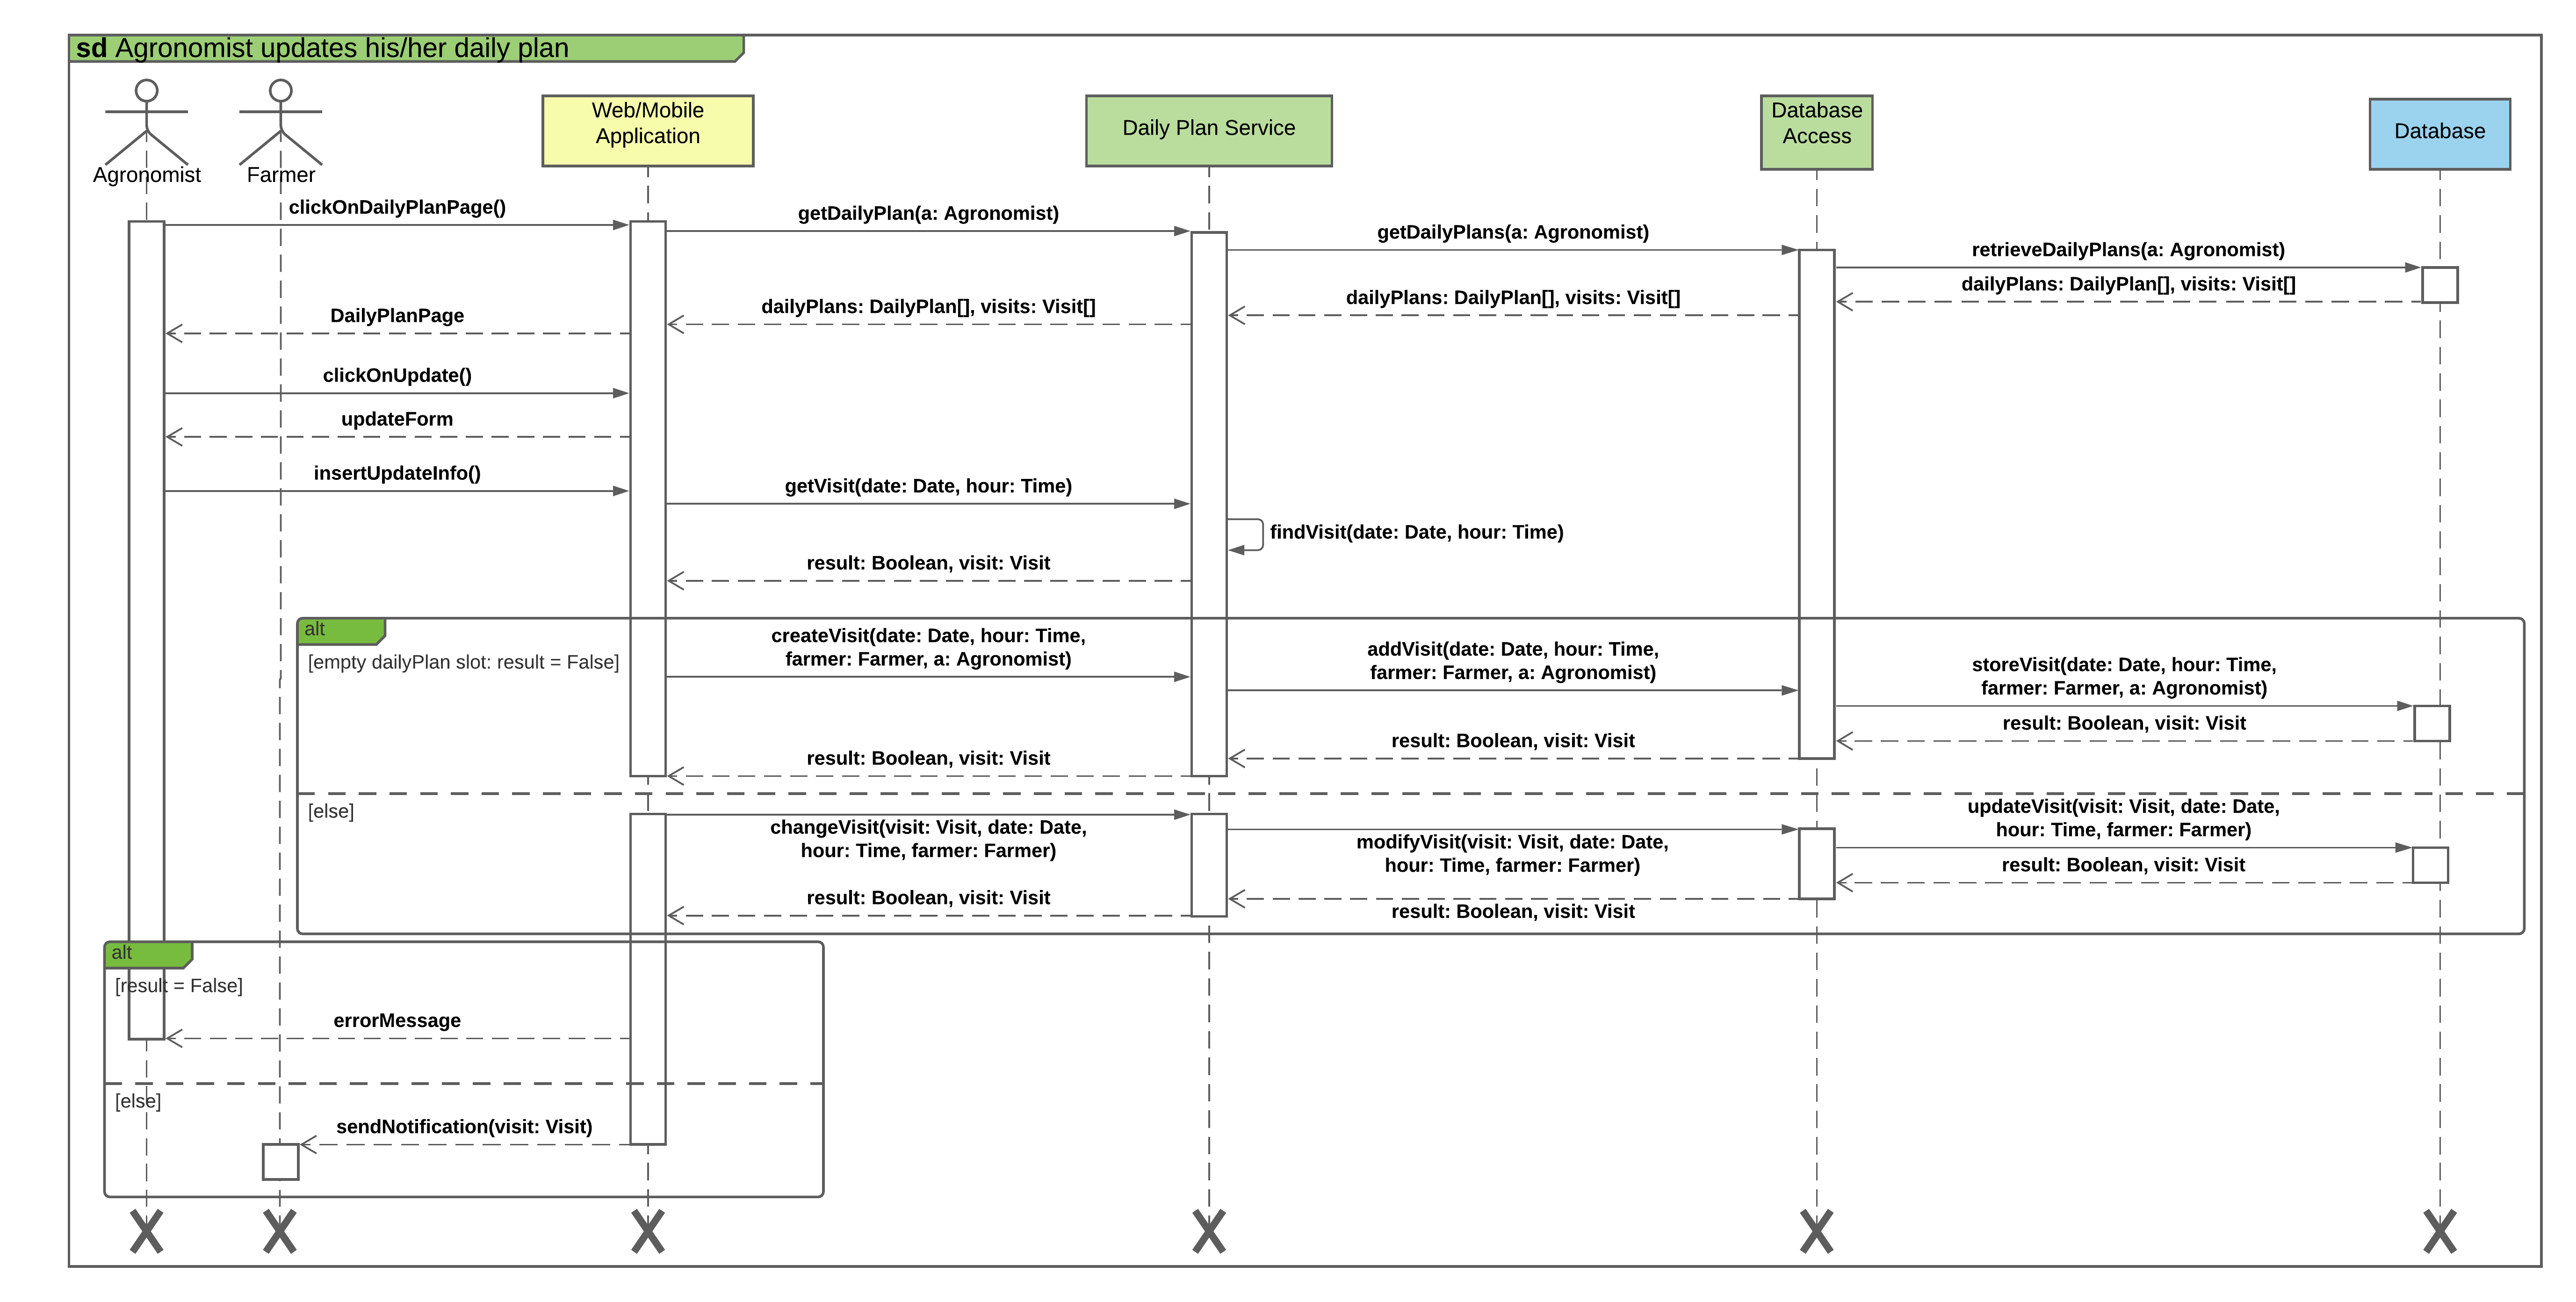 sd Agronomist updates his/her daily plan
Agronomist
Farmer
Web/Mobile
Application
Daily Plan Service
Database
Access
Database
clickOnDailyPlanPage()
getDailyPlan(a: Agronomist)
getDailyPlans(a: Agronomist)
retrieveDailyPlans(a: Agronomist)
dailyPlans: DailyPlan[], visits: Visit[]
dailyPlans: DailyPlan[], visits: Visit[]
dailyPlans: DailyPlan[], visits: Visit[]
DailyPlanPage
clickOnUpdate()
updateForm
insertUpdateInfo()
getVisit(date: Date, hour: Time)
findVisit(date: Date, hour: Time)
result: Boolean, visit: Visit
alt
[empty dailyPlan slot: result = False]
createVisit(date: Date, hour: Time,
farmer: Farmer, a: Agronomist)
addVisit(date: Date, hour: Time,
farmer: Farmer, a: Agronomist)
storeVisit(date: Date, hour: Time,
farmer: Farmer, a: Agronomist)
result: Boolean, visit: Visit
result: Boolean, visit: Visit
result: Boolean, visit: Visit
[else]
changeVisit(visit: Visit, date: Date,
hour: Time, farmer: Farmer)
modifyVisit(visit: Visit, date: Date,
hour: Time, farmer: Farmer)
updateVisit(visit: Visit, date: Date,
hour: Time, farmer: Farmer)
result: Boolean, visit: Visit
result: Boolean, visit: Visit
result: Boolean, visit: Visit
alt
[result = False]
errorMessage
[else]
sendNotification(visit: Visit)